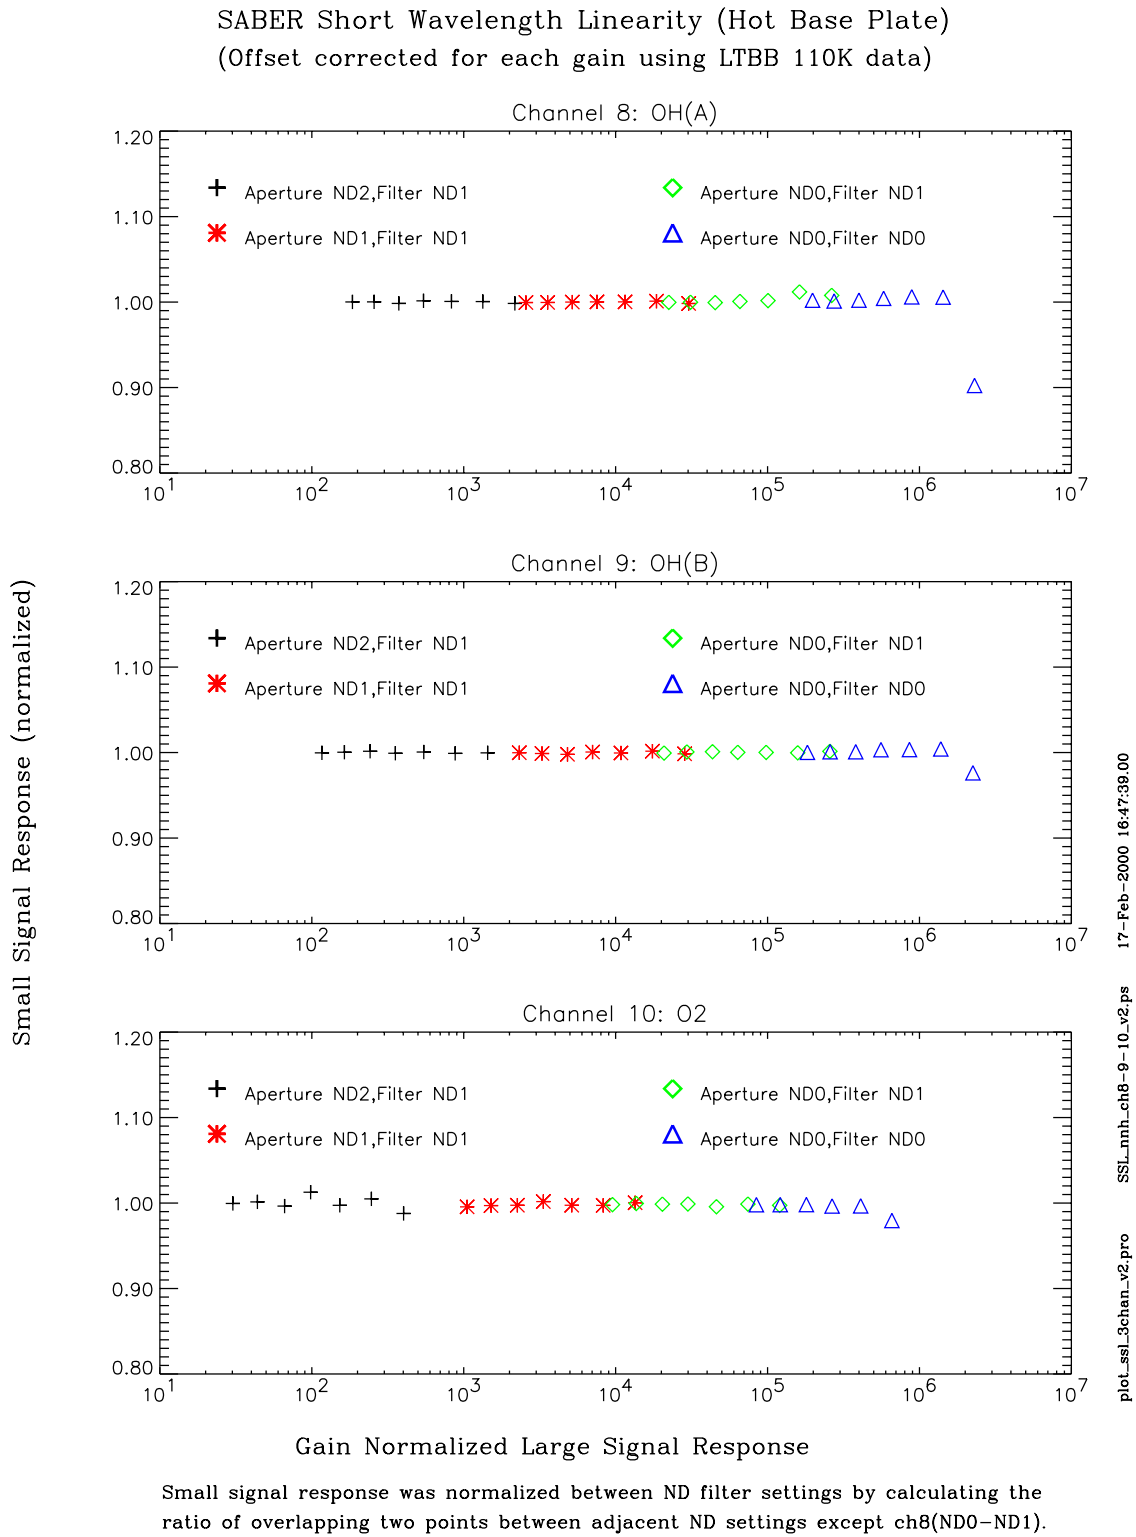 SABER Short Wavelength Linearity (Hot Base Plate)
(Offset corrected for each gain using LTBB 110K data)
Channel 8: OH(A)
1.20
1.10
1.00
0.90
0.80
Aperture ND2,Filter ND1
Aperture ND1,Filter ND1
Aperture ND0,Filter ND1
Aperture ND0,Filter ND0
10^1 10^2 10^3 10^4 10^5 10^6 10^7
Channel 9: OH(B)
1.20
1.10
1.00
0.90
0.80
Aperture ND2,Filter ND1
Aperture ND1,Filter ND1
Aperture ND0,Filter ND1
Aperture ND0,Filter ND0
10^1 10^2 10^3 10^4 10^5 10^6 10^7
Channel 10: O2
1.20
1.10
1.00
0.90
0.80
Aperture ND2,Filter ND1
Aperture ND1,Filter ND1
Aperture ND0,Filter ND1
Aperture ND0,Filter ND0
10^1 10^2 10^3 10^4 10^5 10^6 10^7
Small Signal Response (normalized)
Gain Normalized Large Signal Response
Small signal response was normalized between ND filter settings by calculating the
ratio of overlapping two points between adjacent ND settings except ch8(ND0-ND1).
plot_ssl_3chan_v2.pro SSL_nnh_ch8-9-10_v2.ps 17-Feb-2000 16:47:39.00